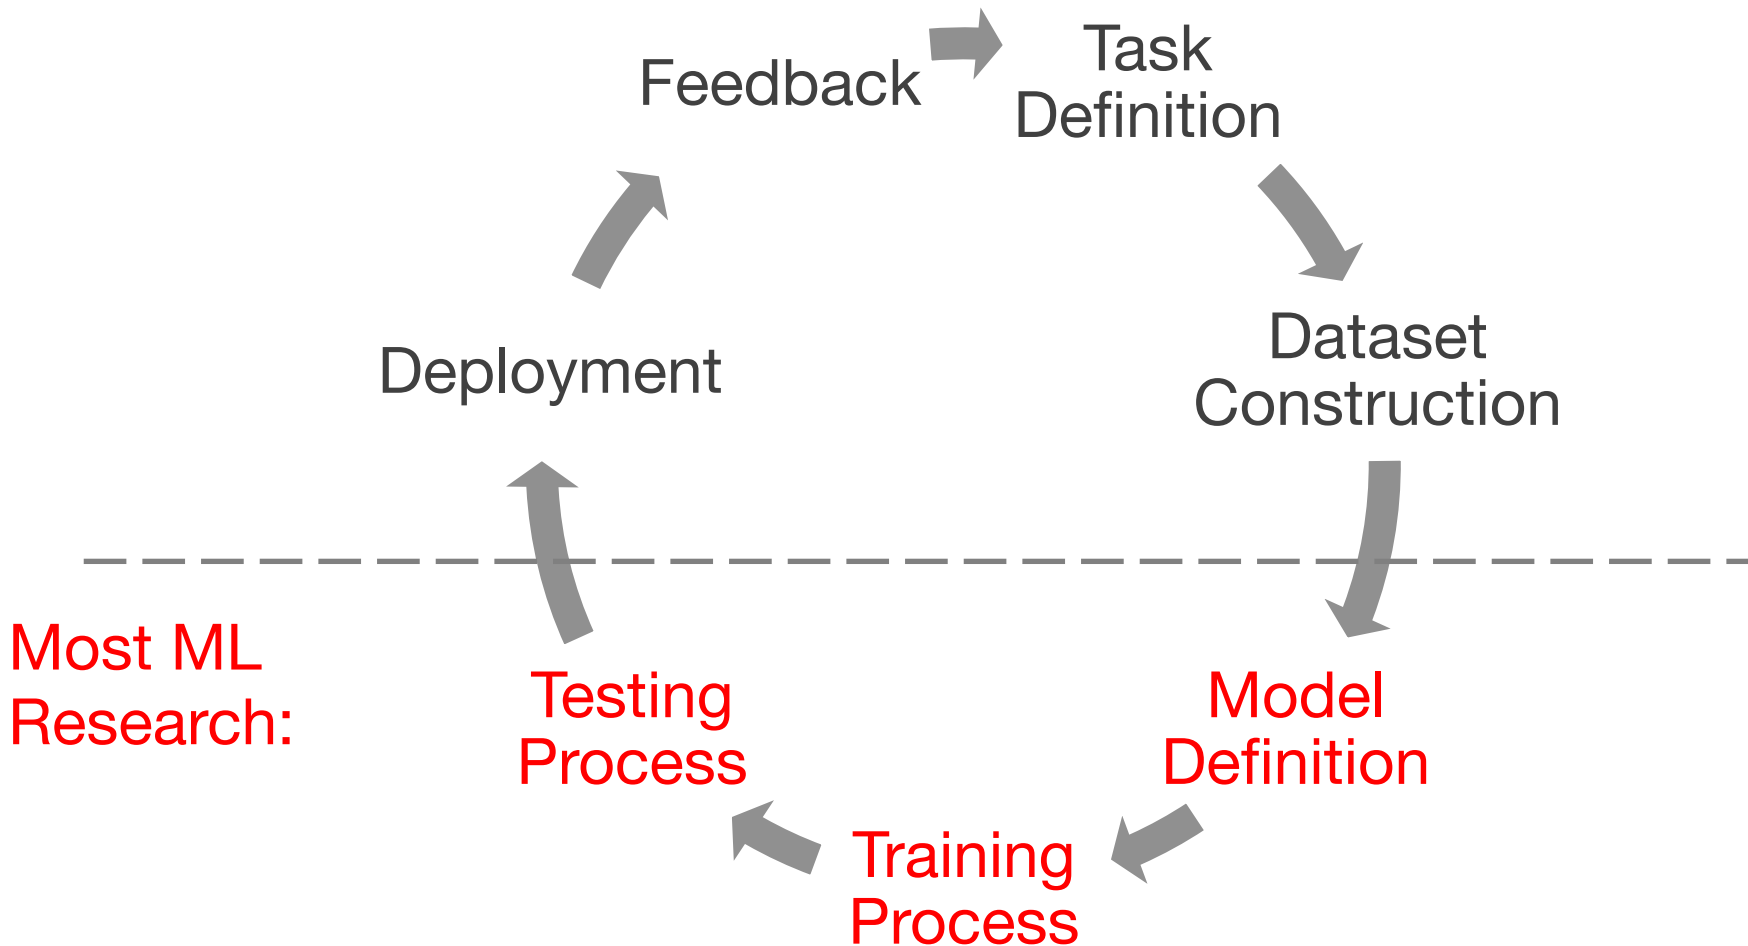 Feedback
Task
Definition
Dataset
Construction
Deployment
Most ML
Research:
Testing
Process
Model
Definition
Training
Process